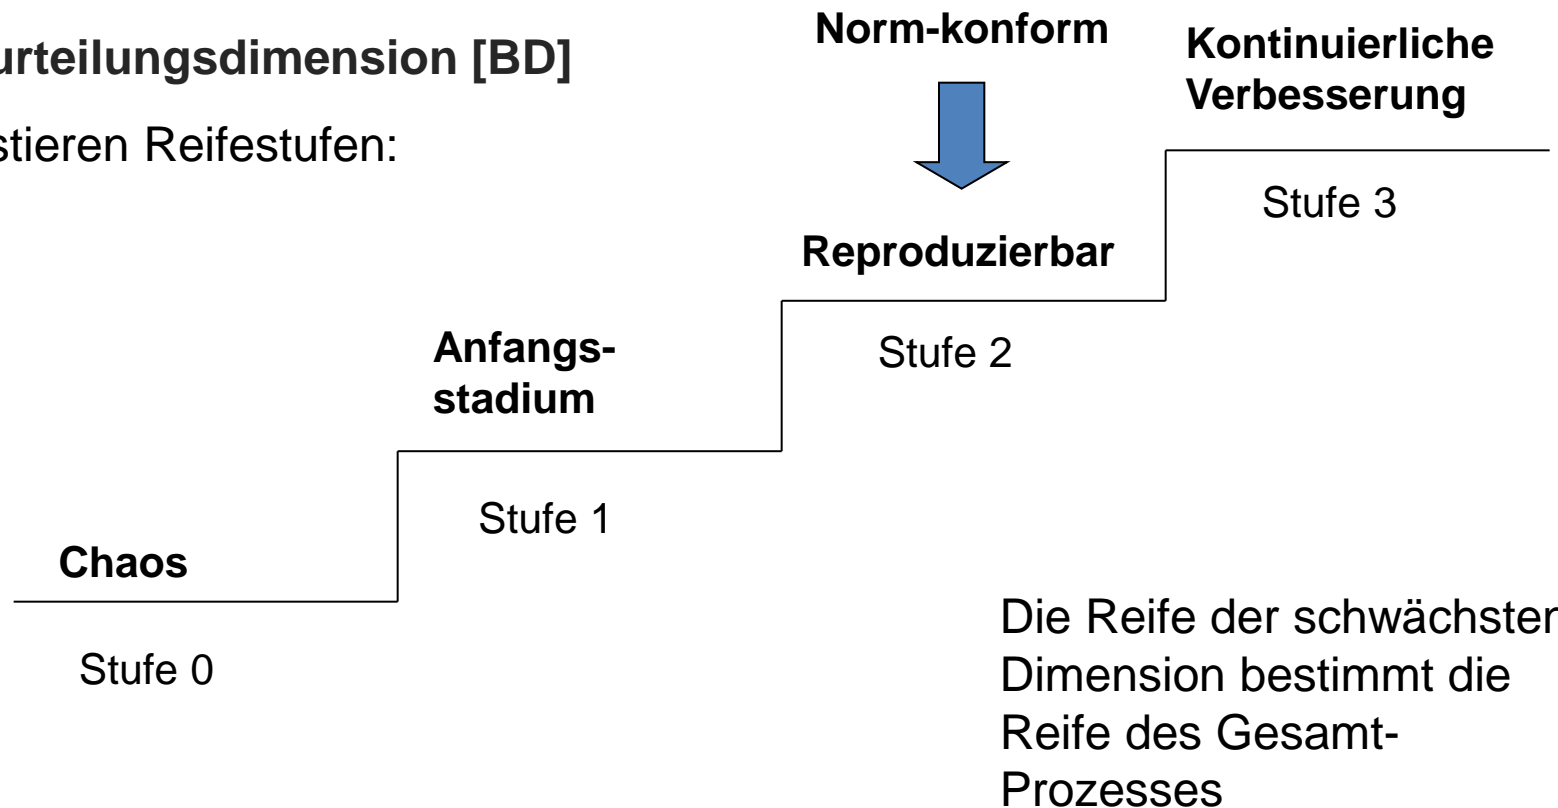 urteilungsdimension [BD]
stieren Reifestufen:
Norm-konform
Kontinuierliche
Verbesserung
Stufe 3
Reproduzierbar
Stufe 2
Anfangs-
stadium
Stufe 1
Chaos
Stufe 0
Die Reife der schwächsten
Dimension bestimmt die
Reife des Gesamt-
Prozesses